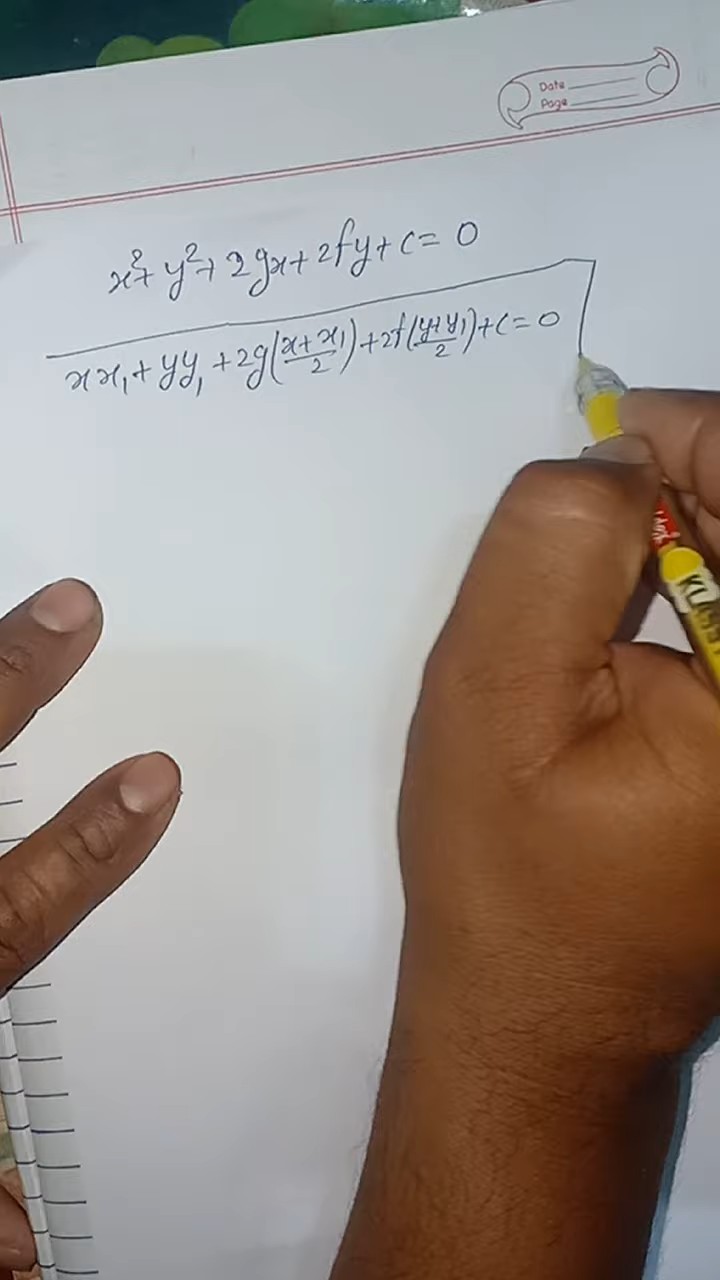 Date
Page
x²+ y²+ 2gx+ 2fy+ c= 0
xx₁+ yy₁ +2g(x+x₁/2)+2f(y+y₁/2)+c=0